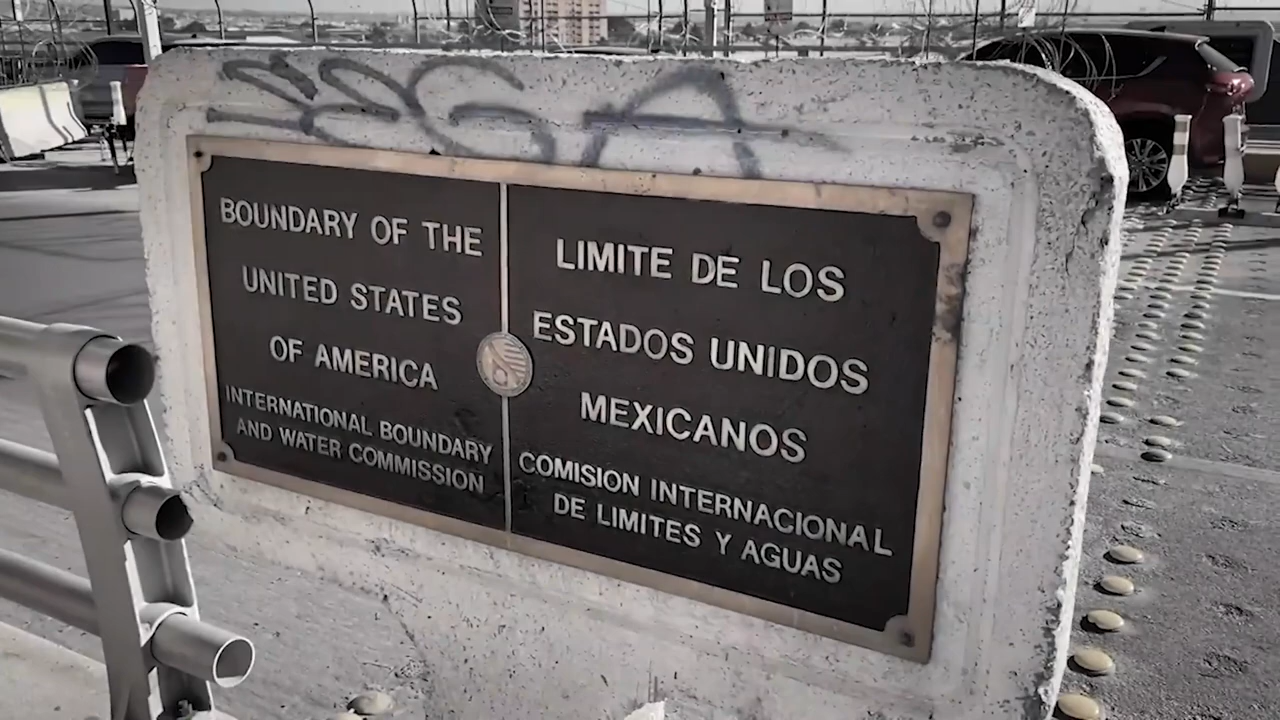 BOUNDARY OF THE
UNITED STATES
OF AMERICA
INTERNATIONAL BOUNDARY
AND WATER COMMISSION
LIMITE DE LOS
ESTADOS UNIDOS
MEXICANOS
COMISION INTERNACIONAL
DE LIMITES Y AGUAS